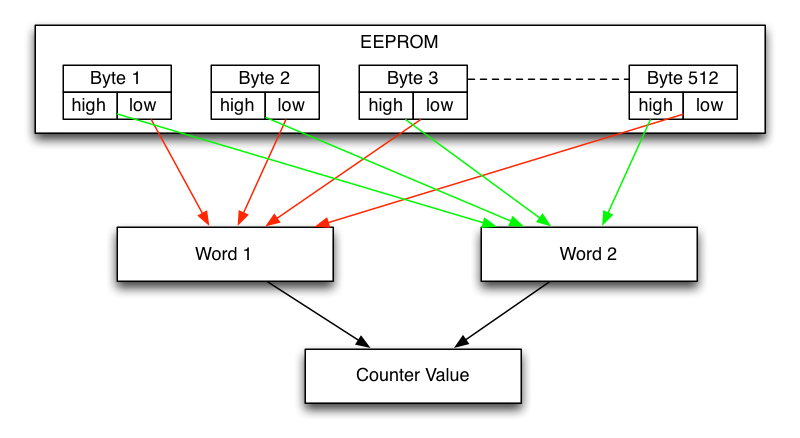 EEPROM
Byte 1
high low
Byte 2
high low
Byte 3
high low
Byte 512
high low
Word 1
Word 2
Counter Value